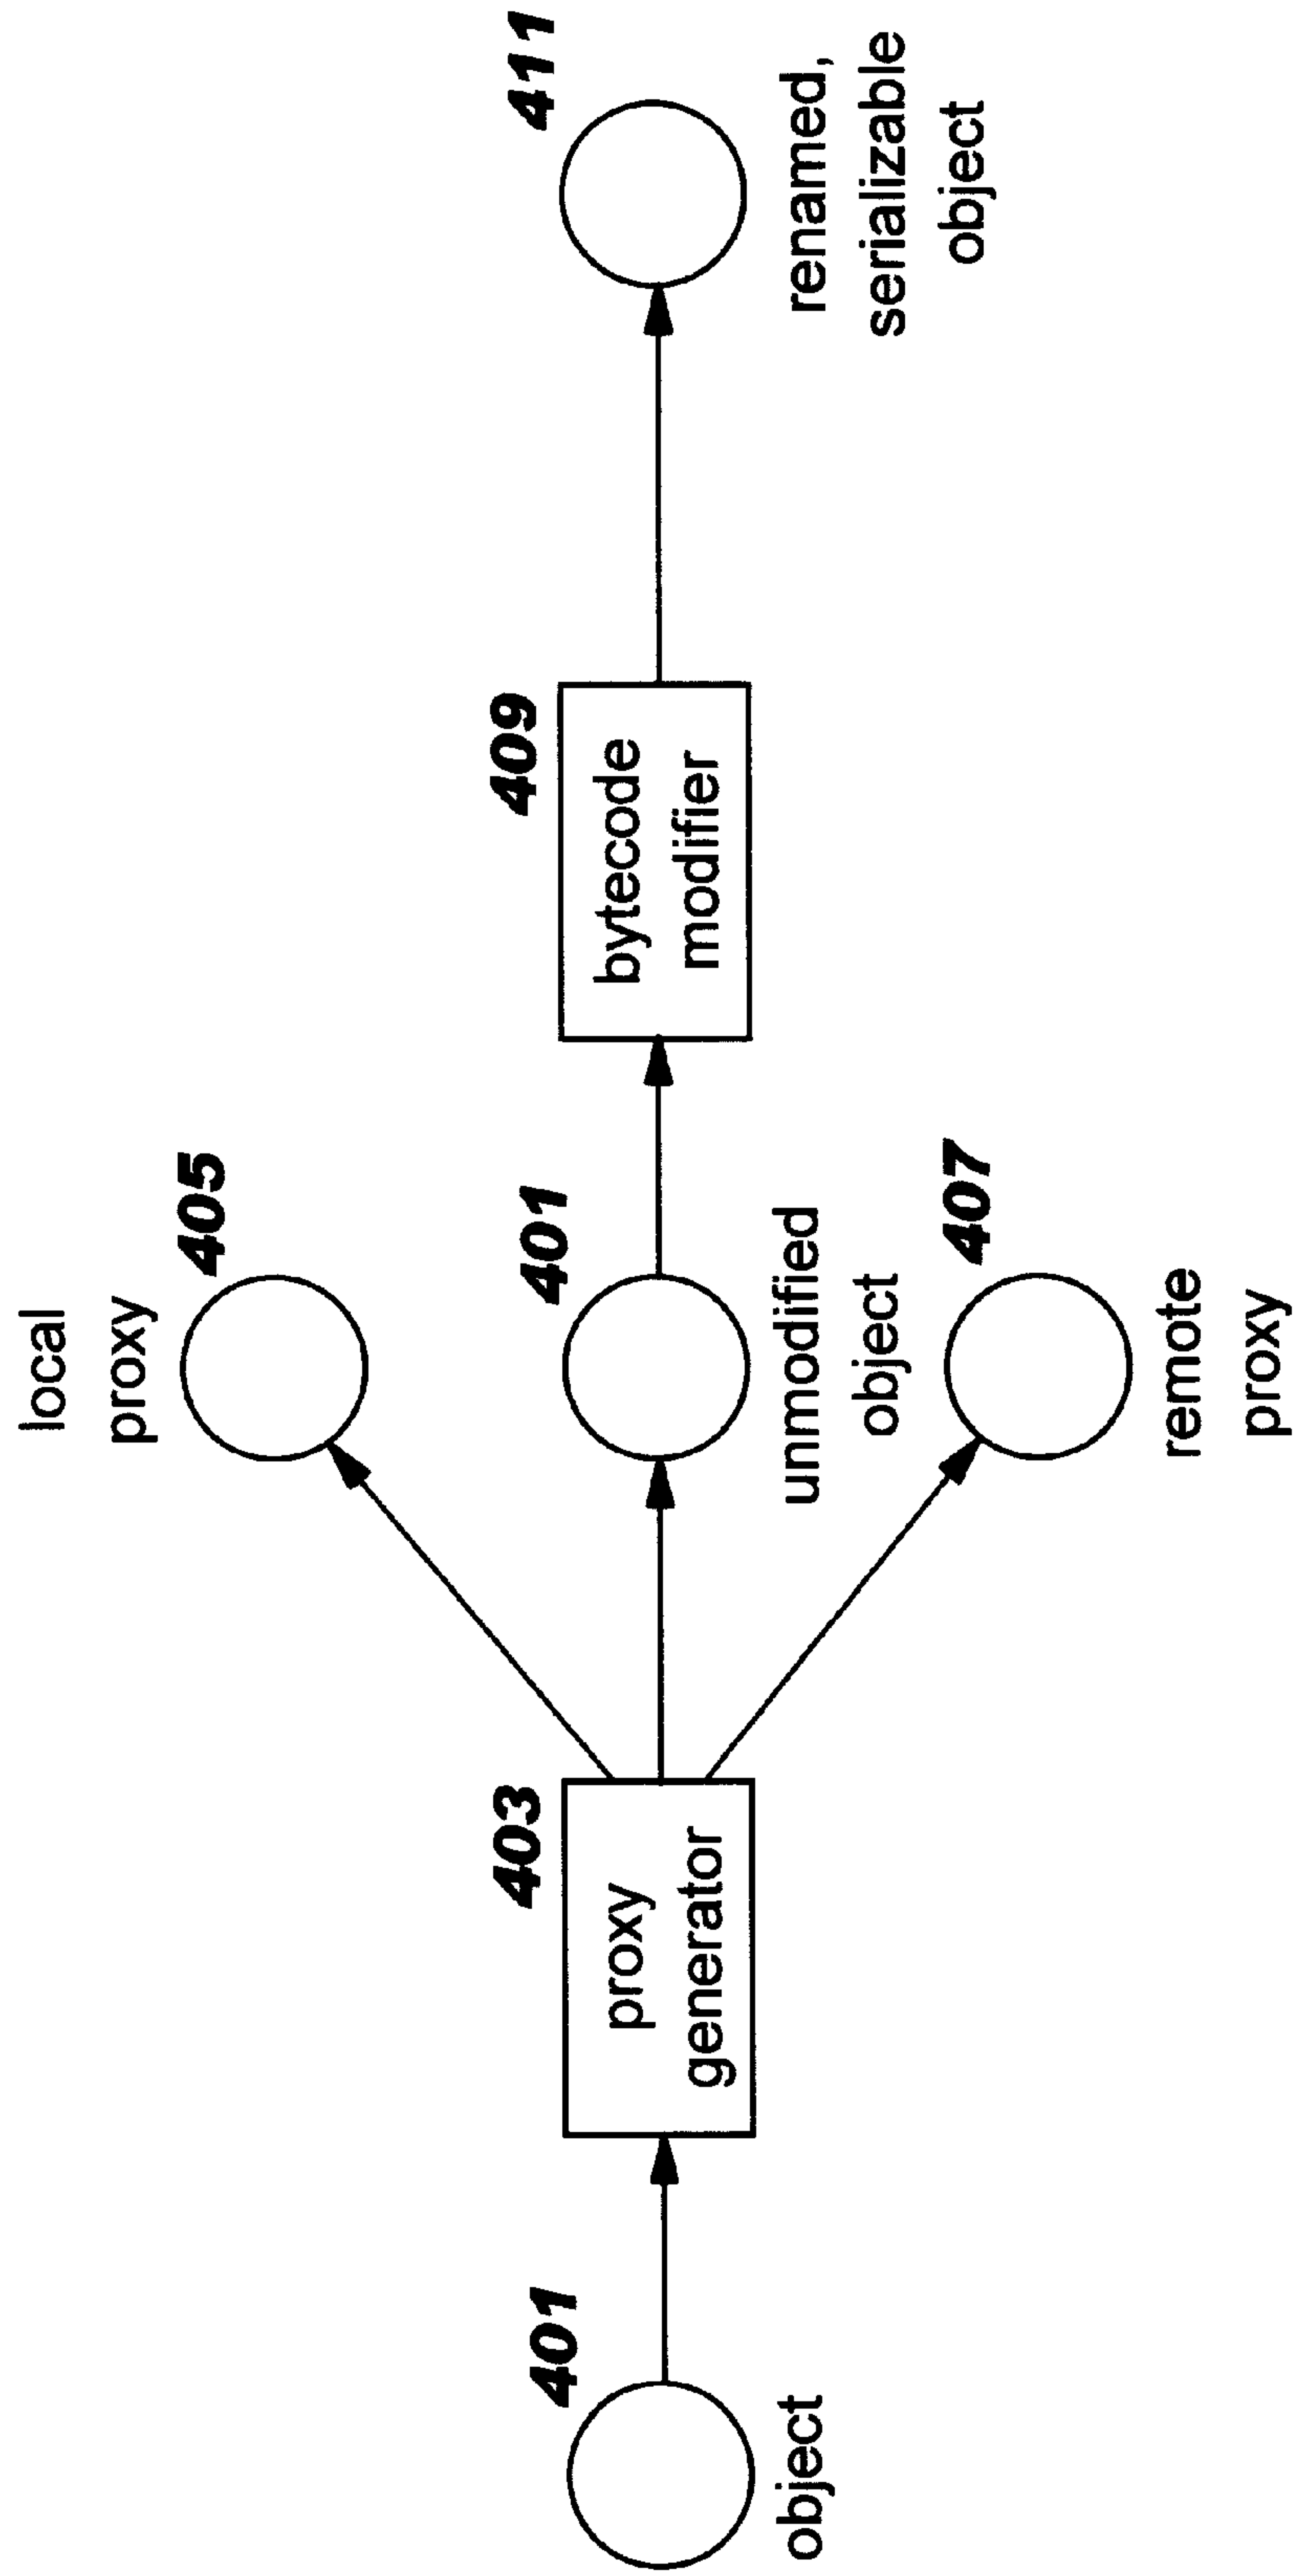 401
object
403
proxy
generator
local
proxy
405
401
unmodified
object
407
remote
proxy
409
bytecode
modifier
411
renamed,
serializable
object